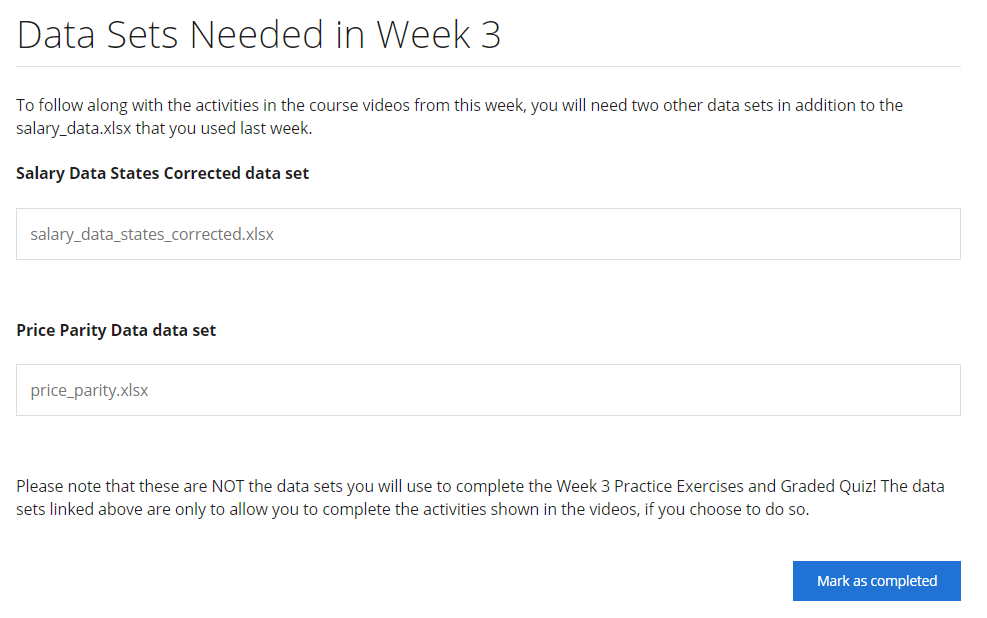 Data Sets Needed in Week 3
To follow along with the activities in the course videos from this week, you will need two other data sets in addition to the
salary_data.xlsx that you used last week.
Salary Data States Corrected data set
salary_data_states_corrected.xlsx
Price Parity Data data set
price_parity.xlsx
Please note that these are NOT the data sets you will use to complete the Week 3 Practice Exercises and Graded Quiz! The data
sets linked above are only to allow you to complete the activities shown in the videos, if you choose to do so.
Mark as completed